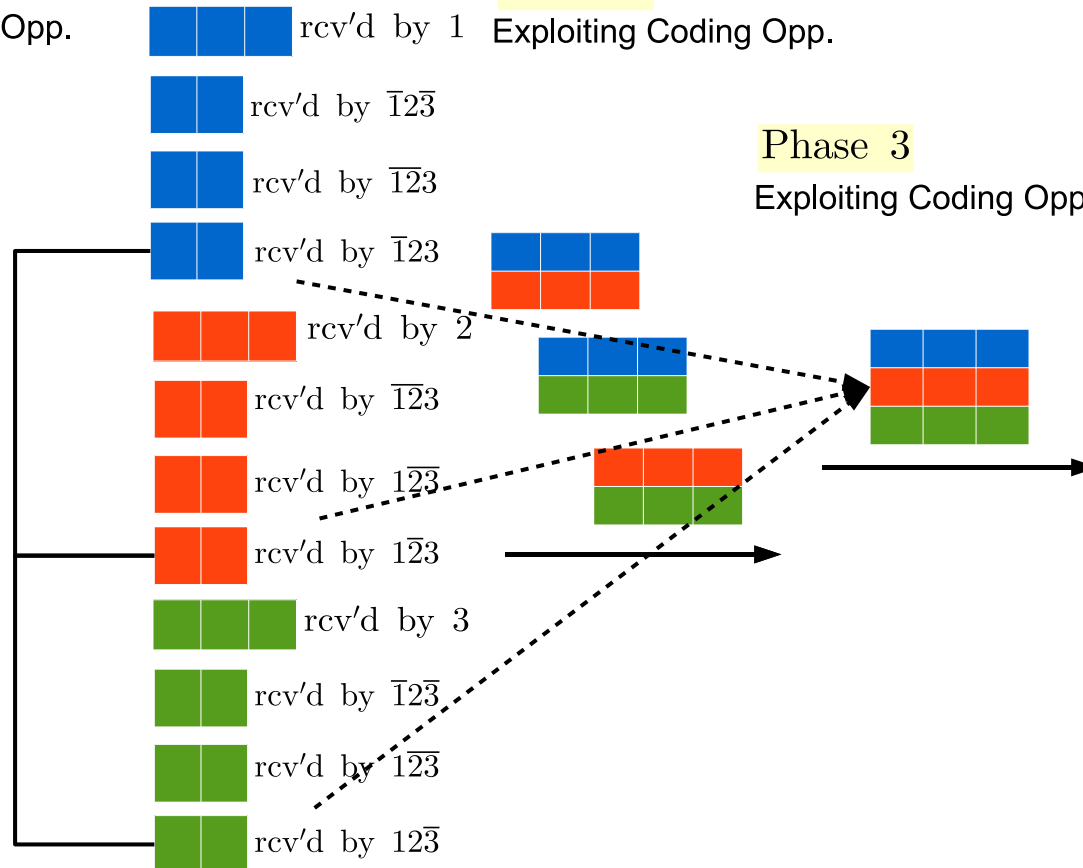 Opp.
rcv′d by 1
Exploiting Coding Opp.
rcv′d by 1̅23̅
rcv′d by 1̅2̅3
Phase 3
Exploiting Coding Opp
rcv′d by 1̅23
rcv′d by 2
rcv′d by 1̅2̅3
rcv′d by 12̅3̅
rcv′d by 12̅3
rcv′d by 3
rcv′d by 1̅23̅
rcv′d by 12̅3̅
rcv′d by 123̅